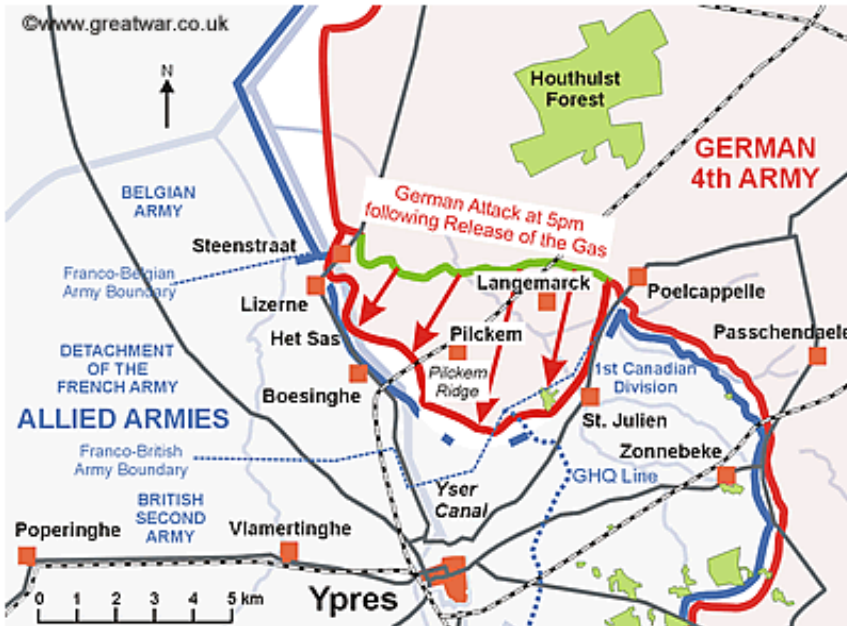 ©www.greatwar.co.uk
N
Houthulst
Forest
GERMAN
4th ARMY
BELGIAN
ARMY
German Attack at 5pm
following Release of the Gas
Steenstraat
Franco-Belgian
Army Boundary
Langemarck
Poelcappelle
Lizerne
Het Sas
Pilckem
Passchendaele
DETACHMENT
OF THE
FRENCH ARMY
Pilckem
Ridge
1st Canadian
Division
Boesinghe
ALLIED ARMIES
St. Julien
Franco-British
Army Boundary
Zonnebeke
GHQ Line
Yser
Canal
BRITISH
SECOND
ARMY
Poperinghe
Vlamertinghe
Ypres
0 1 2 3 4 5 km